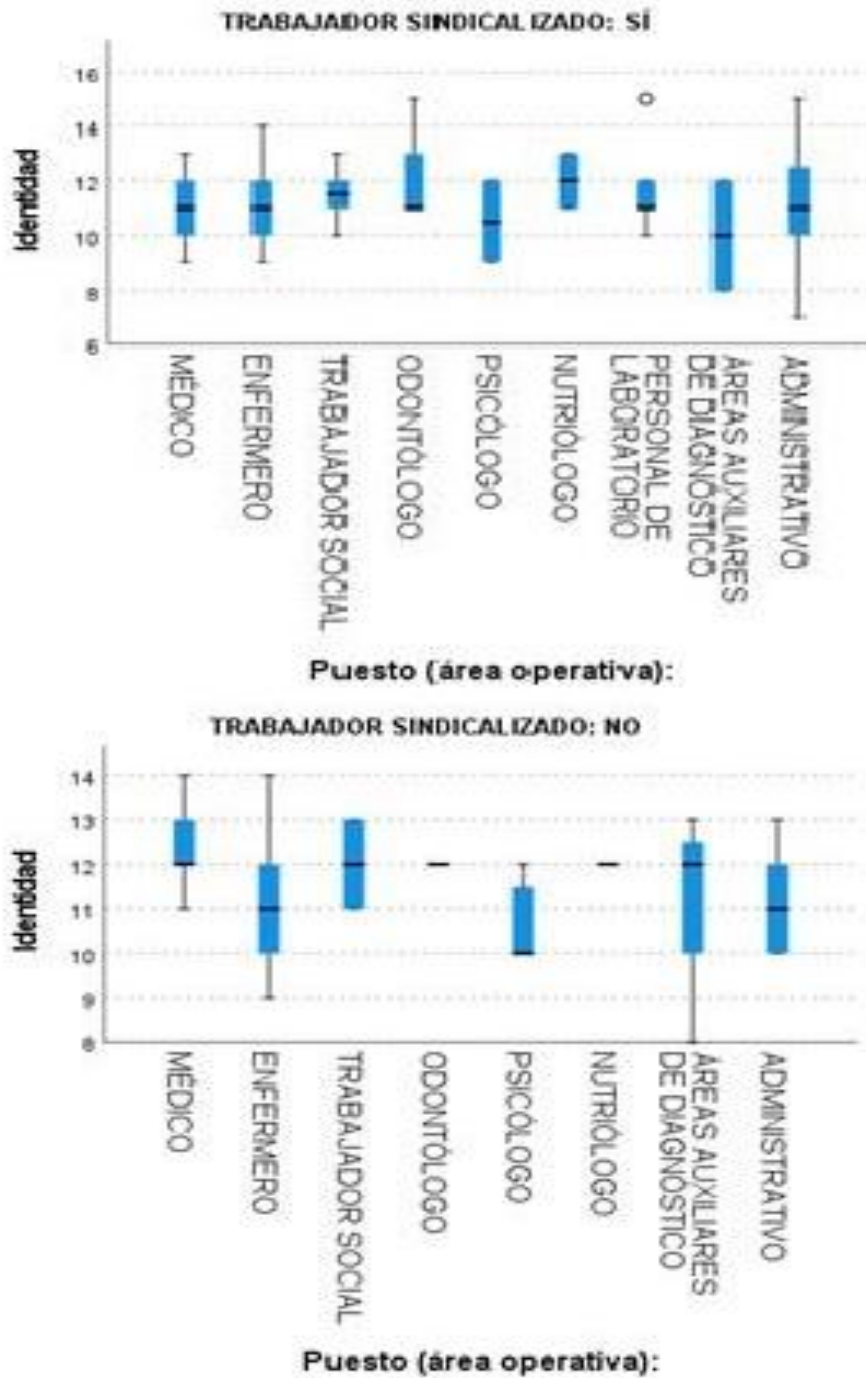 TRABAJADOR SINDICALIZADO: SÍ
Identidad
16
14
12
10
8
6
MÉDICO
ENFERMERO
TRABAJADOR SOCIAL
ODONTÓLOGO
PSICÓLOGO
NUTRIÓLOGO
PERSONAL DE
LABORATORIO
ÁREAS AUXILIARES
DE DIAGNÓSTICO
ADMINISTRATIVO
Puesto (área operativa):
TRABAJADOR SINDICALIZADO: NO
Identidad
14
13
12
11
10
9
8
MÉDICO
ENFERMERO
TRABAJADOR SOCIAL
ODONTÓLOGO
PSICÓLOGO
NUTRIÓLOGO
ÁREAS AUXILIARES
DE DIAGNÓSTICO
ADMINISTRATIVO
Puesto (área operativa):